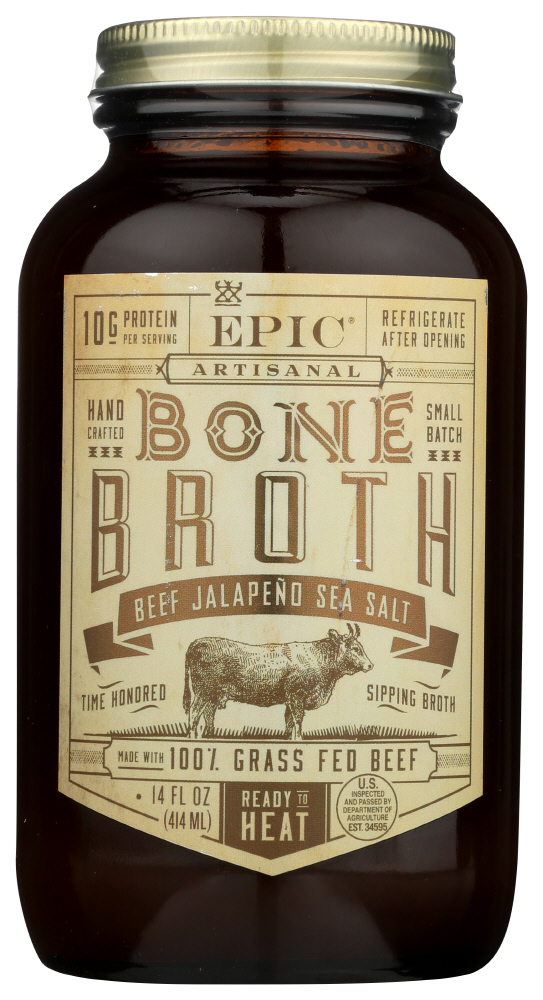 10G PROTEIN
PER SERVING
EPIC®
REFRIGERATE
AFTER OPENING
ARTISANAL
HAND
CRAFTED
BONE
SMALL
BATCH
BROTH
BEEF JALAPEÑO SEA SALT
TIME HONORED
SIPPING BROTH
MADE WITH 100% GRASS FED BEEF
• 14 FL OZ
(414 ML)
READY TO
HEAT
U.S.
INSPECTED
AND PASSED BY
DEPARTMENT OF
AGRICULTURE
EST. 34595